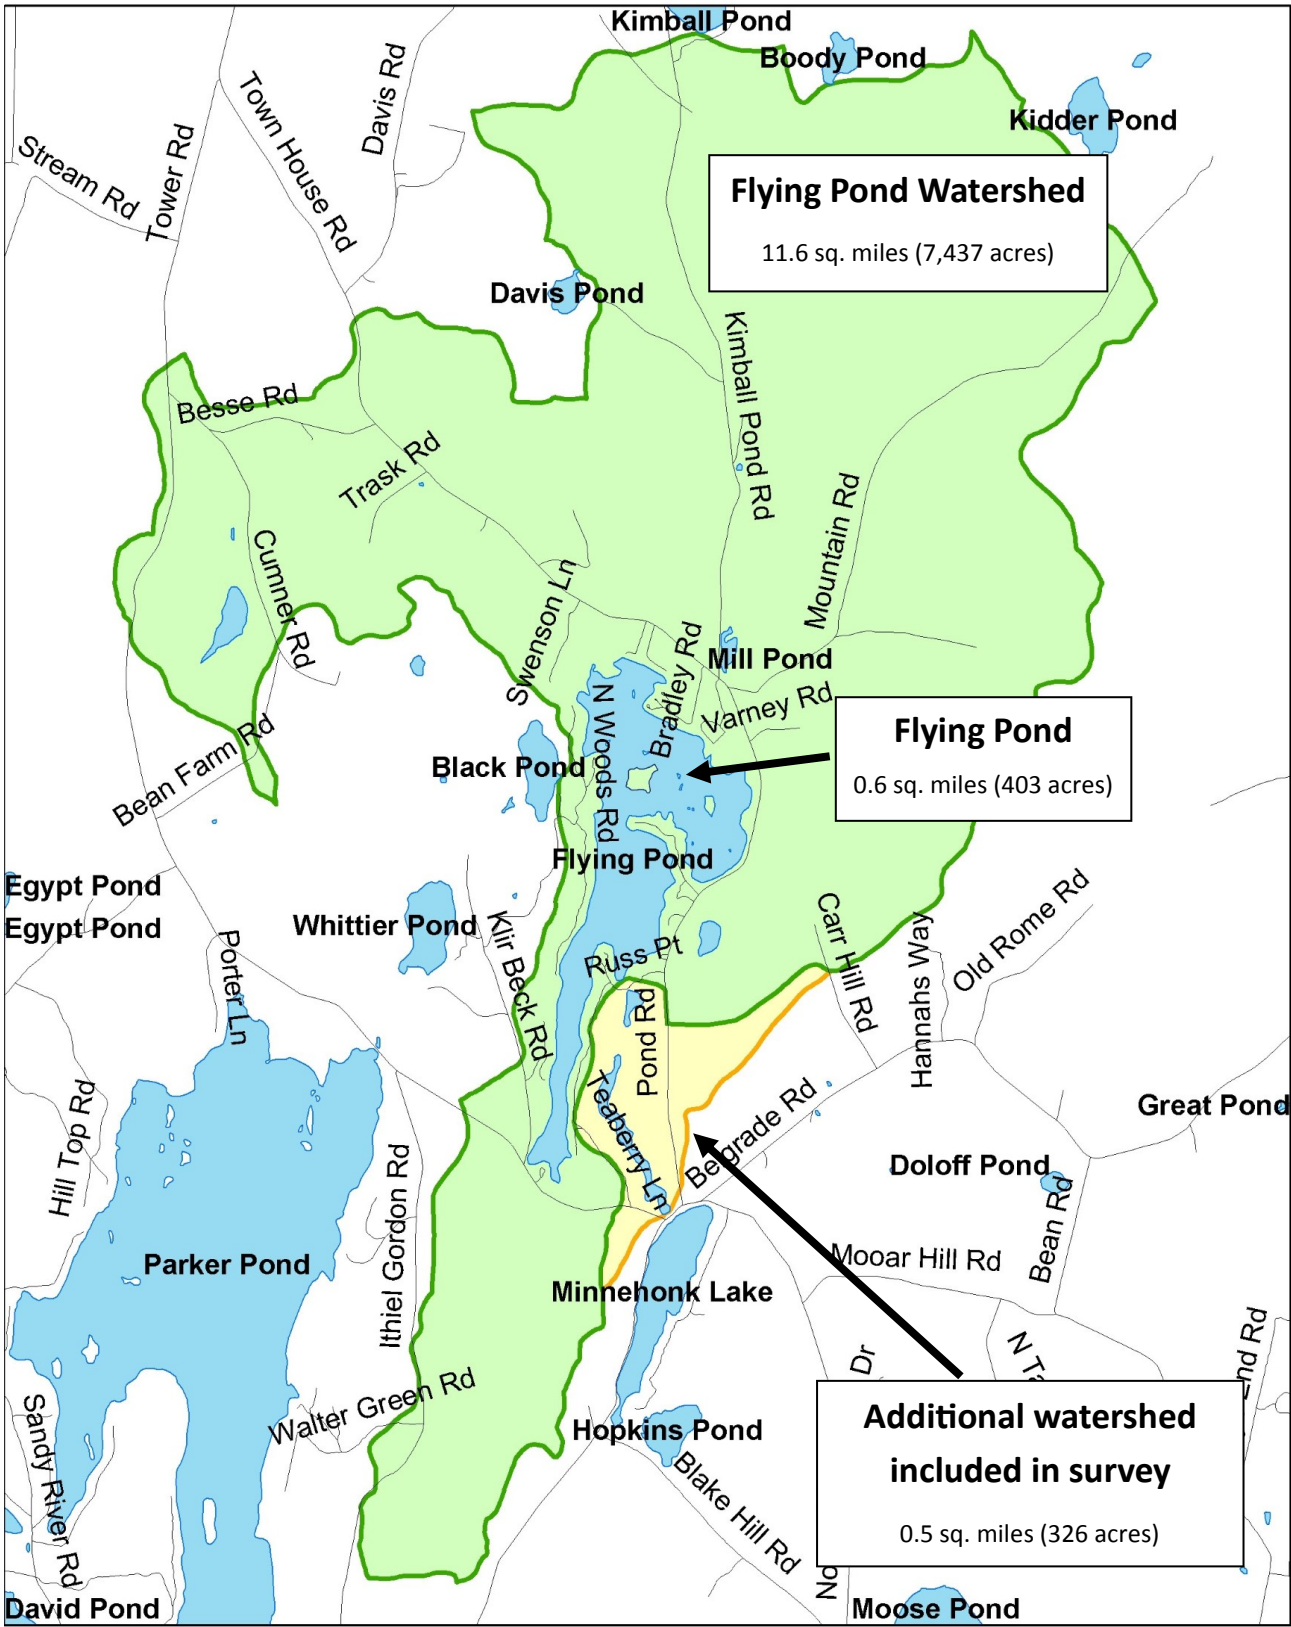 Kimball Pond
Boody Pond
Kidder Pond
Davis Rd
Town House Rd
Stream Rd
Tower Rd
Flying Pond Watershed
11.6 sq. miles (7,437 acres)
Davis Pond
Kimball Pond Rd
Besse Rd
Trask Rd
Mountain Rd
Cumner Rd
Swenson Ln
Bradley Rd
Mill Pond
N Woods Rd
Varney Rd
Flying Pond
0.6 sq. miles (403 acres)
Bean Farm Rd
Black Pond
Flying Pond
Egypt Pond
Egypt Pond
Whittier Pond
Klir Beck Rd
Porter Ln
Russ Pt
Carr Hill Rd
Hannahs Way
Old Rome Rd
Pond Rd
Teaberry Ln
Belgrade Rd
Great Pond
Hill Top Rd
Doloff Pond
Bean Rd
Ithiel Gordon Rd
Parker Pond
Mooar Hill Rd
Minnehonk Lake
Dr
N Ta
End Rd
Walter Green Rd
Sandy River Rd
Hopkins Pond
Blake Hill Rd
Additional watershed
included in survey
0.5 sq. miles (326 acres)
No
David Pond
Moose Pond